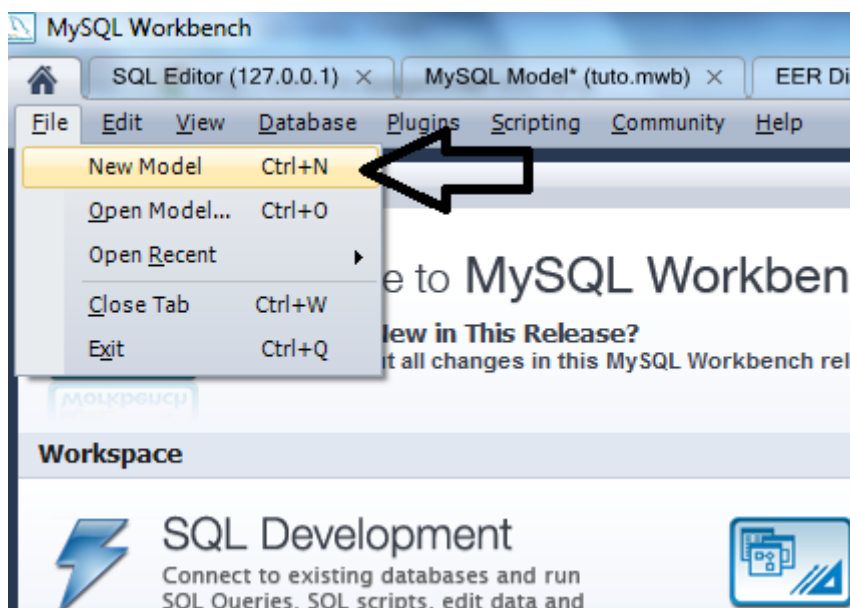 MySQL Workbench
SQL Editor (127.0.0.1) × MySQL Model* (tuto.mwb) × EER Di
File Edit View Database Plugins Scripting Community Help
New Model Ctrl+N
Open Model... Ctrl+O
Open Recent
Close Tab Ctrl+W
Exit Ctrl+Q
e to MySQL Workben
New in This Release?
t all changes in this MySQL Workbench rel
Workbench
Workspace
SQL Development
Connect to existing databases and run
SQL Queries, SQL scripts, edit data and